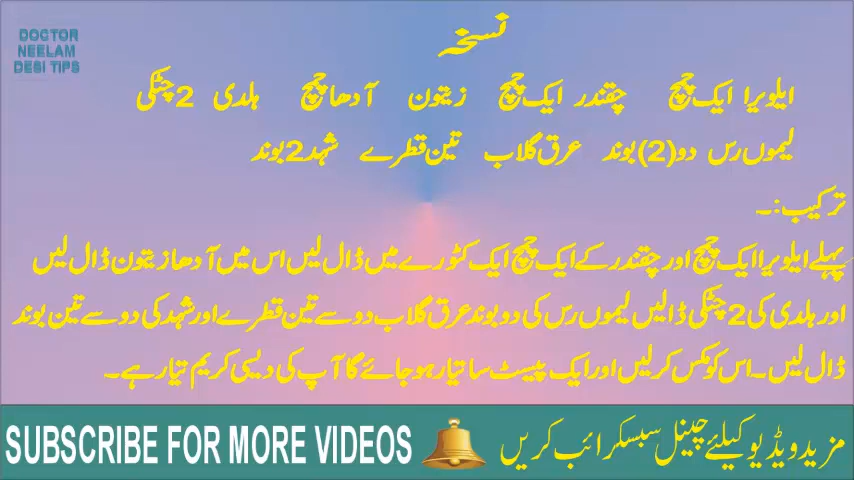 DOCTOR
NEELAM
DESI TIPS
نسخہ
ایلویرا ایک چمچ چقندر ایک چمچ زیتون آدھا چمچ ہلدی 2 چٹکی
لیموں رس دو(2) بوند عرق گلاب تین قطرے شہد 2 بوند
ترکیب:۔
پہلے ایلویرا ایک چمچ اور چقندر کے ایک چمچ ایک کٹورے میں ڈال لیں اس میں آدھا زیتون ڈال لیں
اور ہلدی کی 2 چٹکی ڈالیں لیموں رس کی دو بوند عرق گلاب دو سے تین قطرے اور شہد کی دو سے تین بوند
ڈال لیں۔ اس کو مکس کر لیں اور ایک پیسٹ سا تیار ہو جائے گا آپ کی دیسی کریم تیار ہے۔
SUBSCRIBE FOR MORE VIDEOS مزید ویڈیو کیلئے چینل سبسکرائب کریں